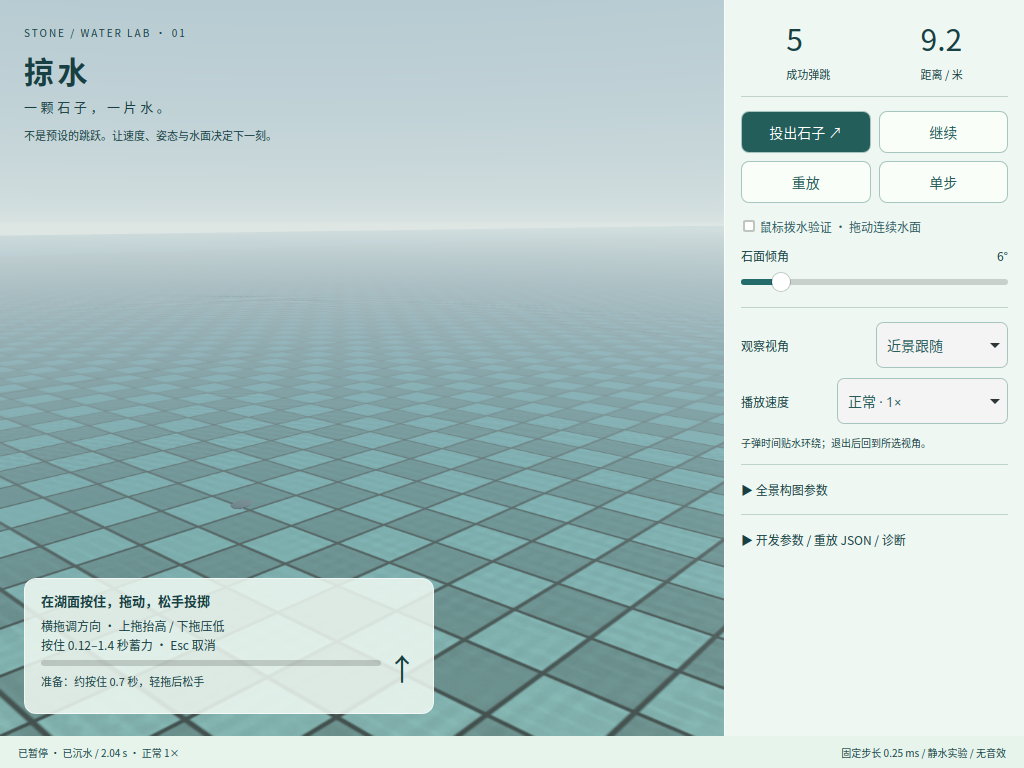 STONE / WATER LAB · 01
掠水
一颗石子，一片水。
不是预设的跳跃。让速度、姿态与水面决定下一刻。
5
成功弹跳
9.2
距离 / 米
投出石子 ↗
继续
重放
单步
鼠标拨水验证 · 拖动连续水面
石面倾角
6°
观察视角
近景跟随
播放速度
正常 · 1×
子弹时间贴水环绕；退出后回到所选视角。
▶ 全景构图参数
▶ 开发参数 / 重放 JSON / 诊断
在湖面按住，拖动，松手投掷
横拖调方向 · 上拖抬高 / 下拖压低
按住 0.12–1.4 秒蓄力 · Esc 取消
↑
准备：约按住 0.7 秒，轻拖后松手
已暂停 · 已沉水 / 2.04 s · 正常 1×
固定步长 0.25 ms / 静水实验 / 无音效